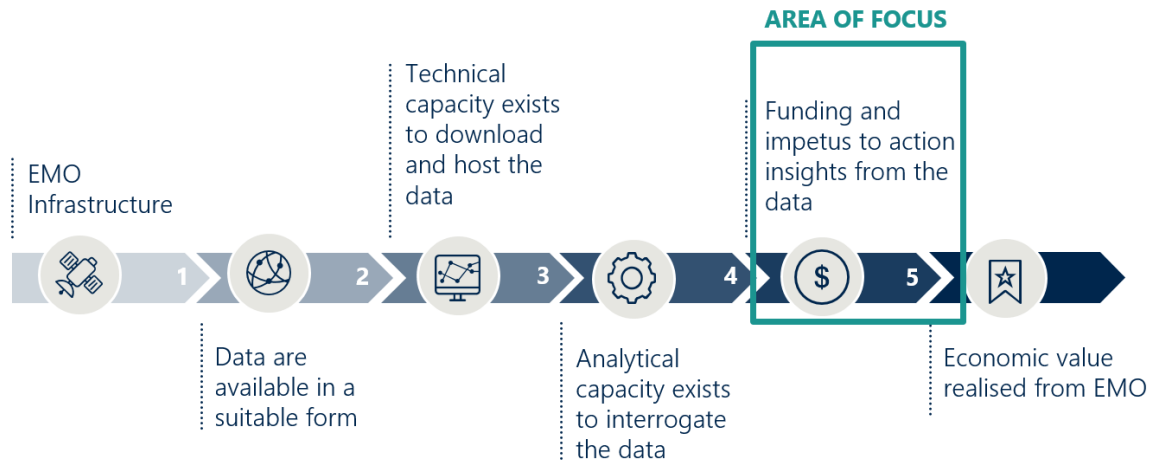 AREA OF FOCUS
EMO
Infrastructure
Technical
capacity exists
to download
and host the
data
Funding and
impetus to action
insights from the
data
1
2
3
4
$
5
Data are
available in a
suitable form
Analytical
capacity exists
to interrogate
the data
Economic value
realised from EMO